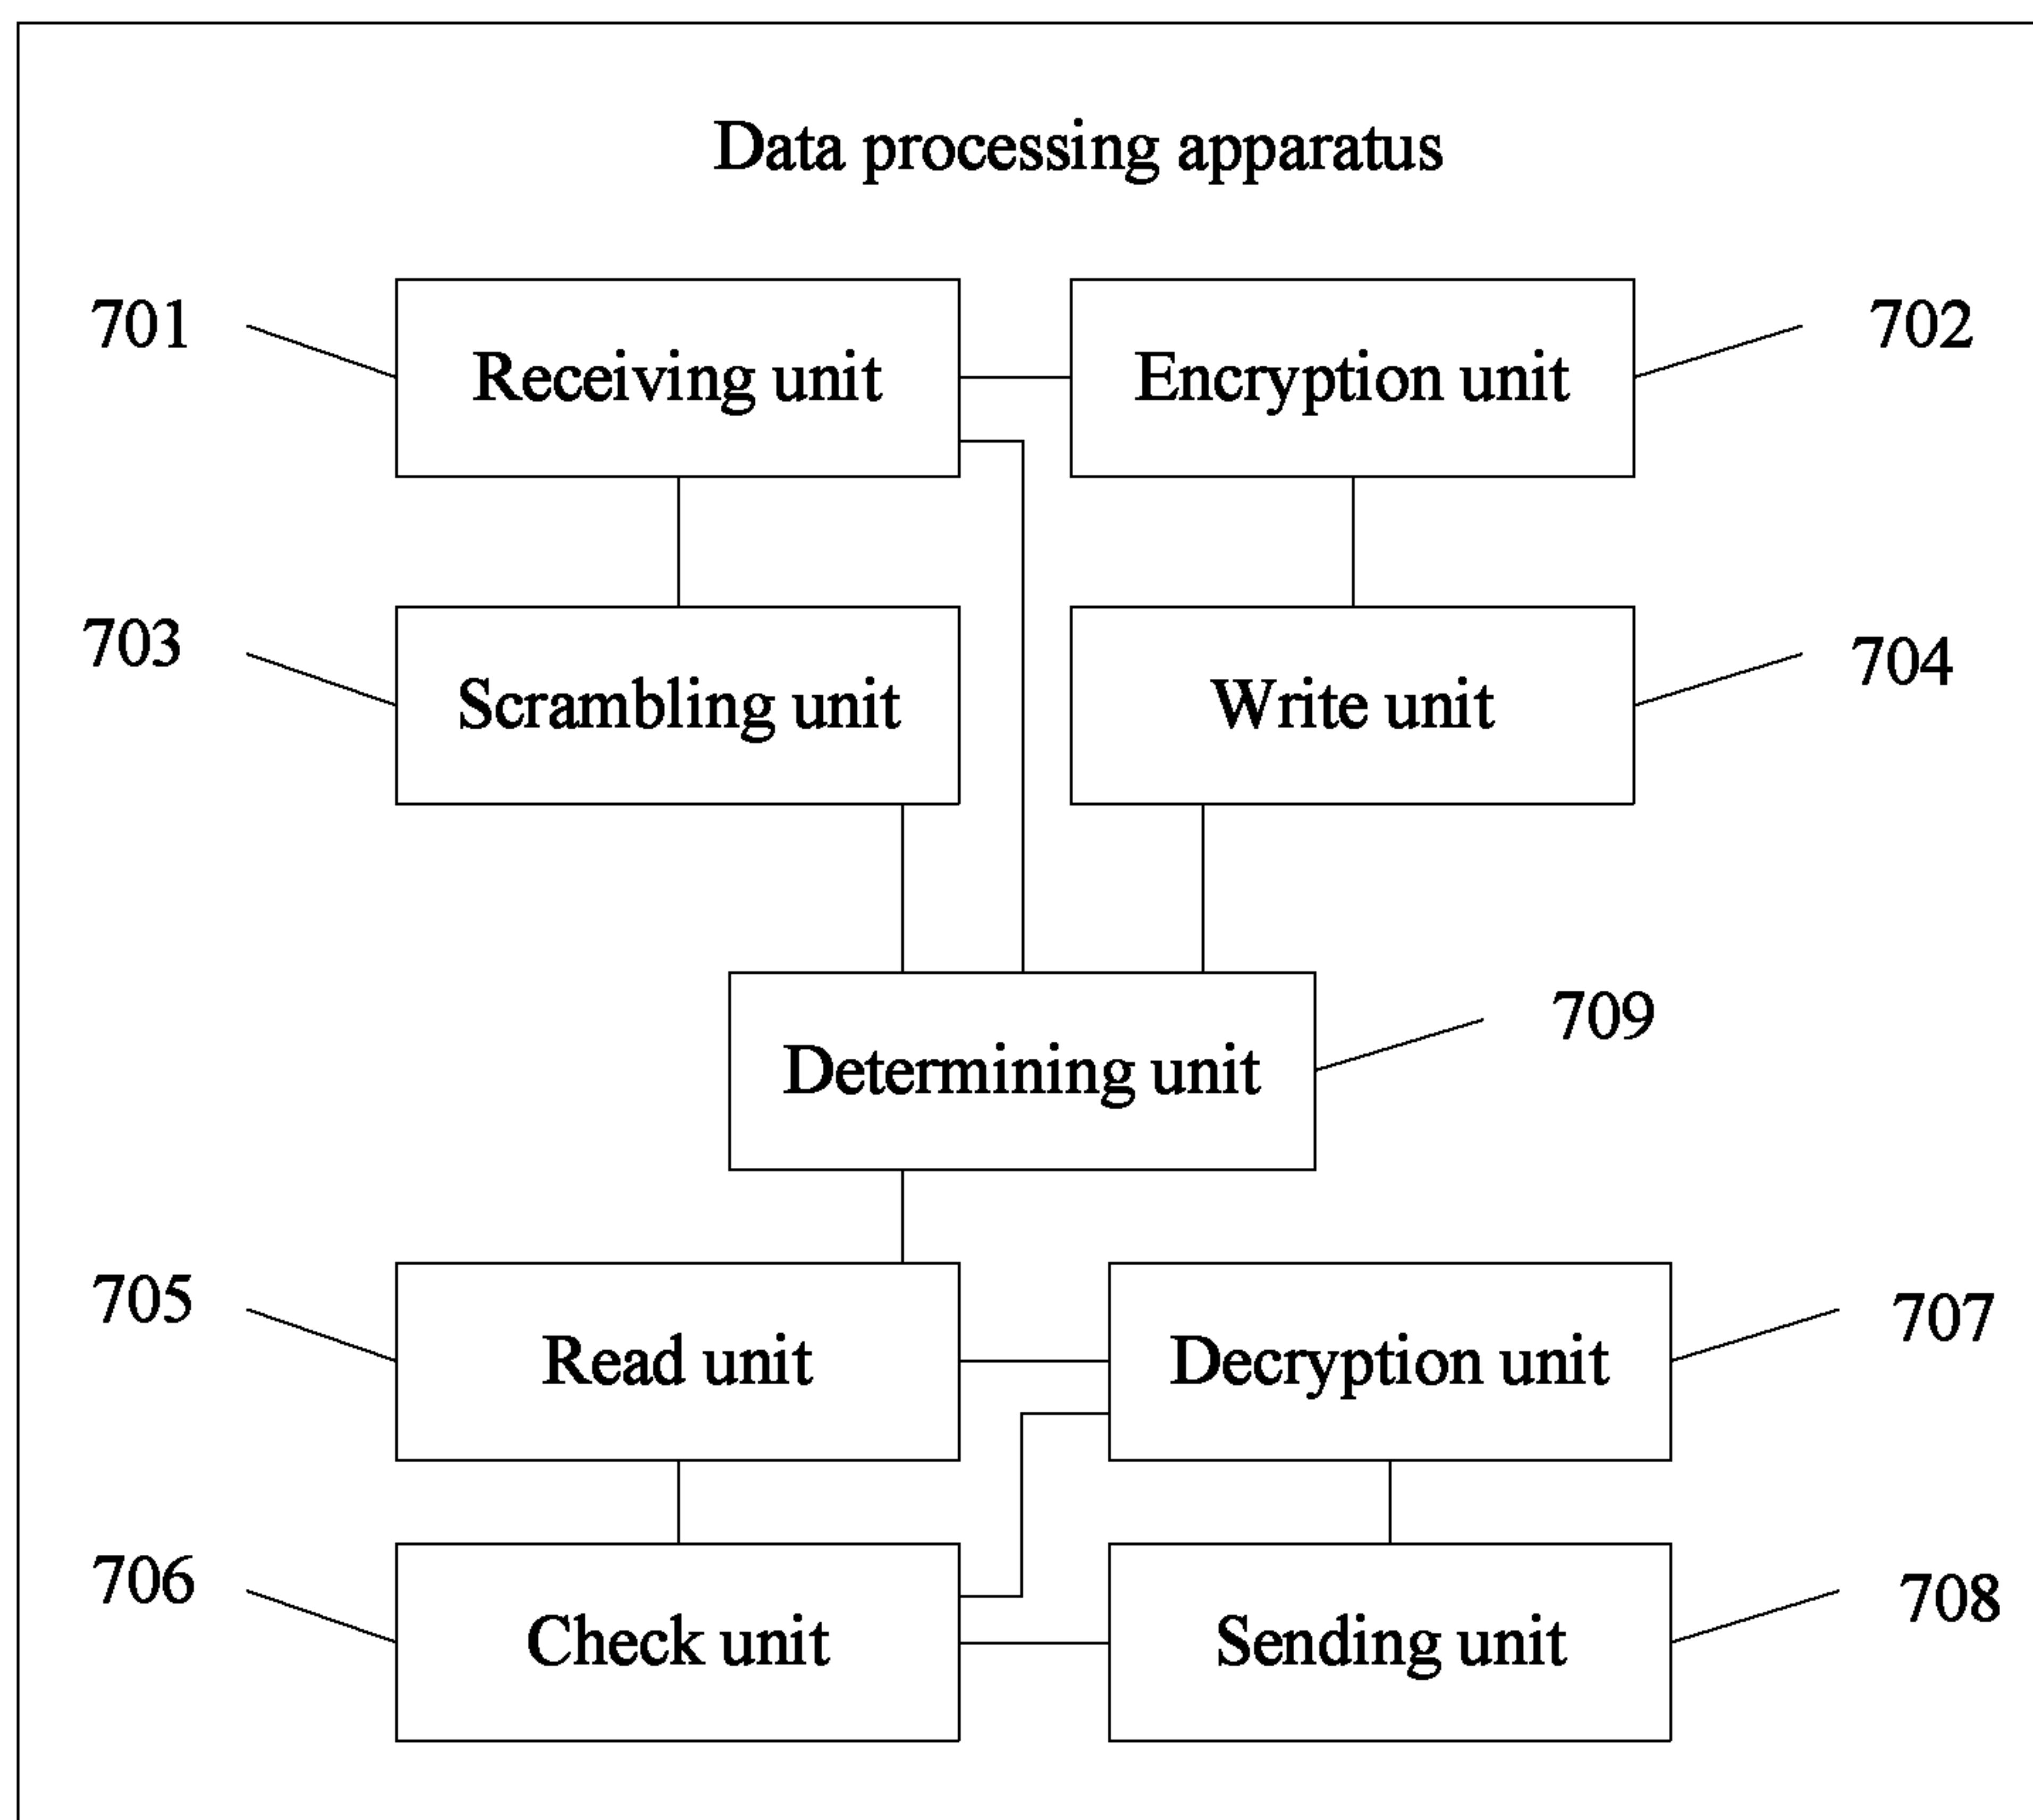 Data processing apparatus
701
Receiving unit
Encryption unit
702
703
Scrambling unit
Write unit
704
Determining unit
709
705
Read unit
Decryption unit
707
706
Check unit
Sending unit
708